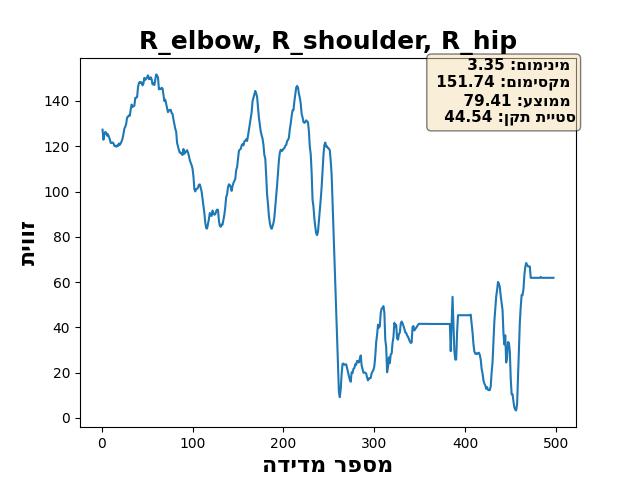 R_elbow, R_shoulder, R_hip
מינימום: 3.35
מקסימום: 151.74
ממוצע: 79.41
סטיית תקן: 44.54
זווית
140
120
100
80
60
40
20
0
0 100 200 300 400 500
מספר מדידה